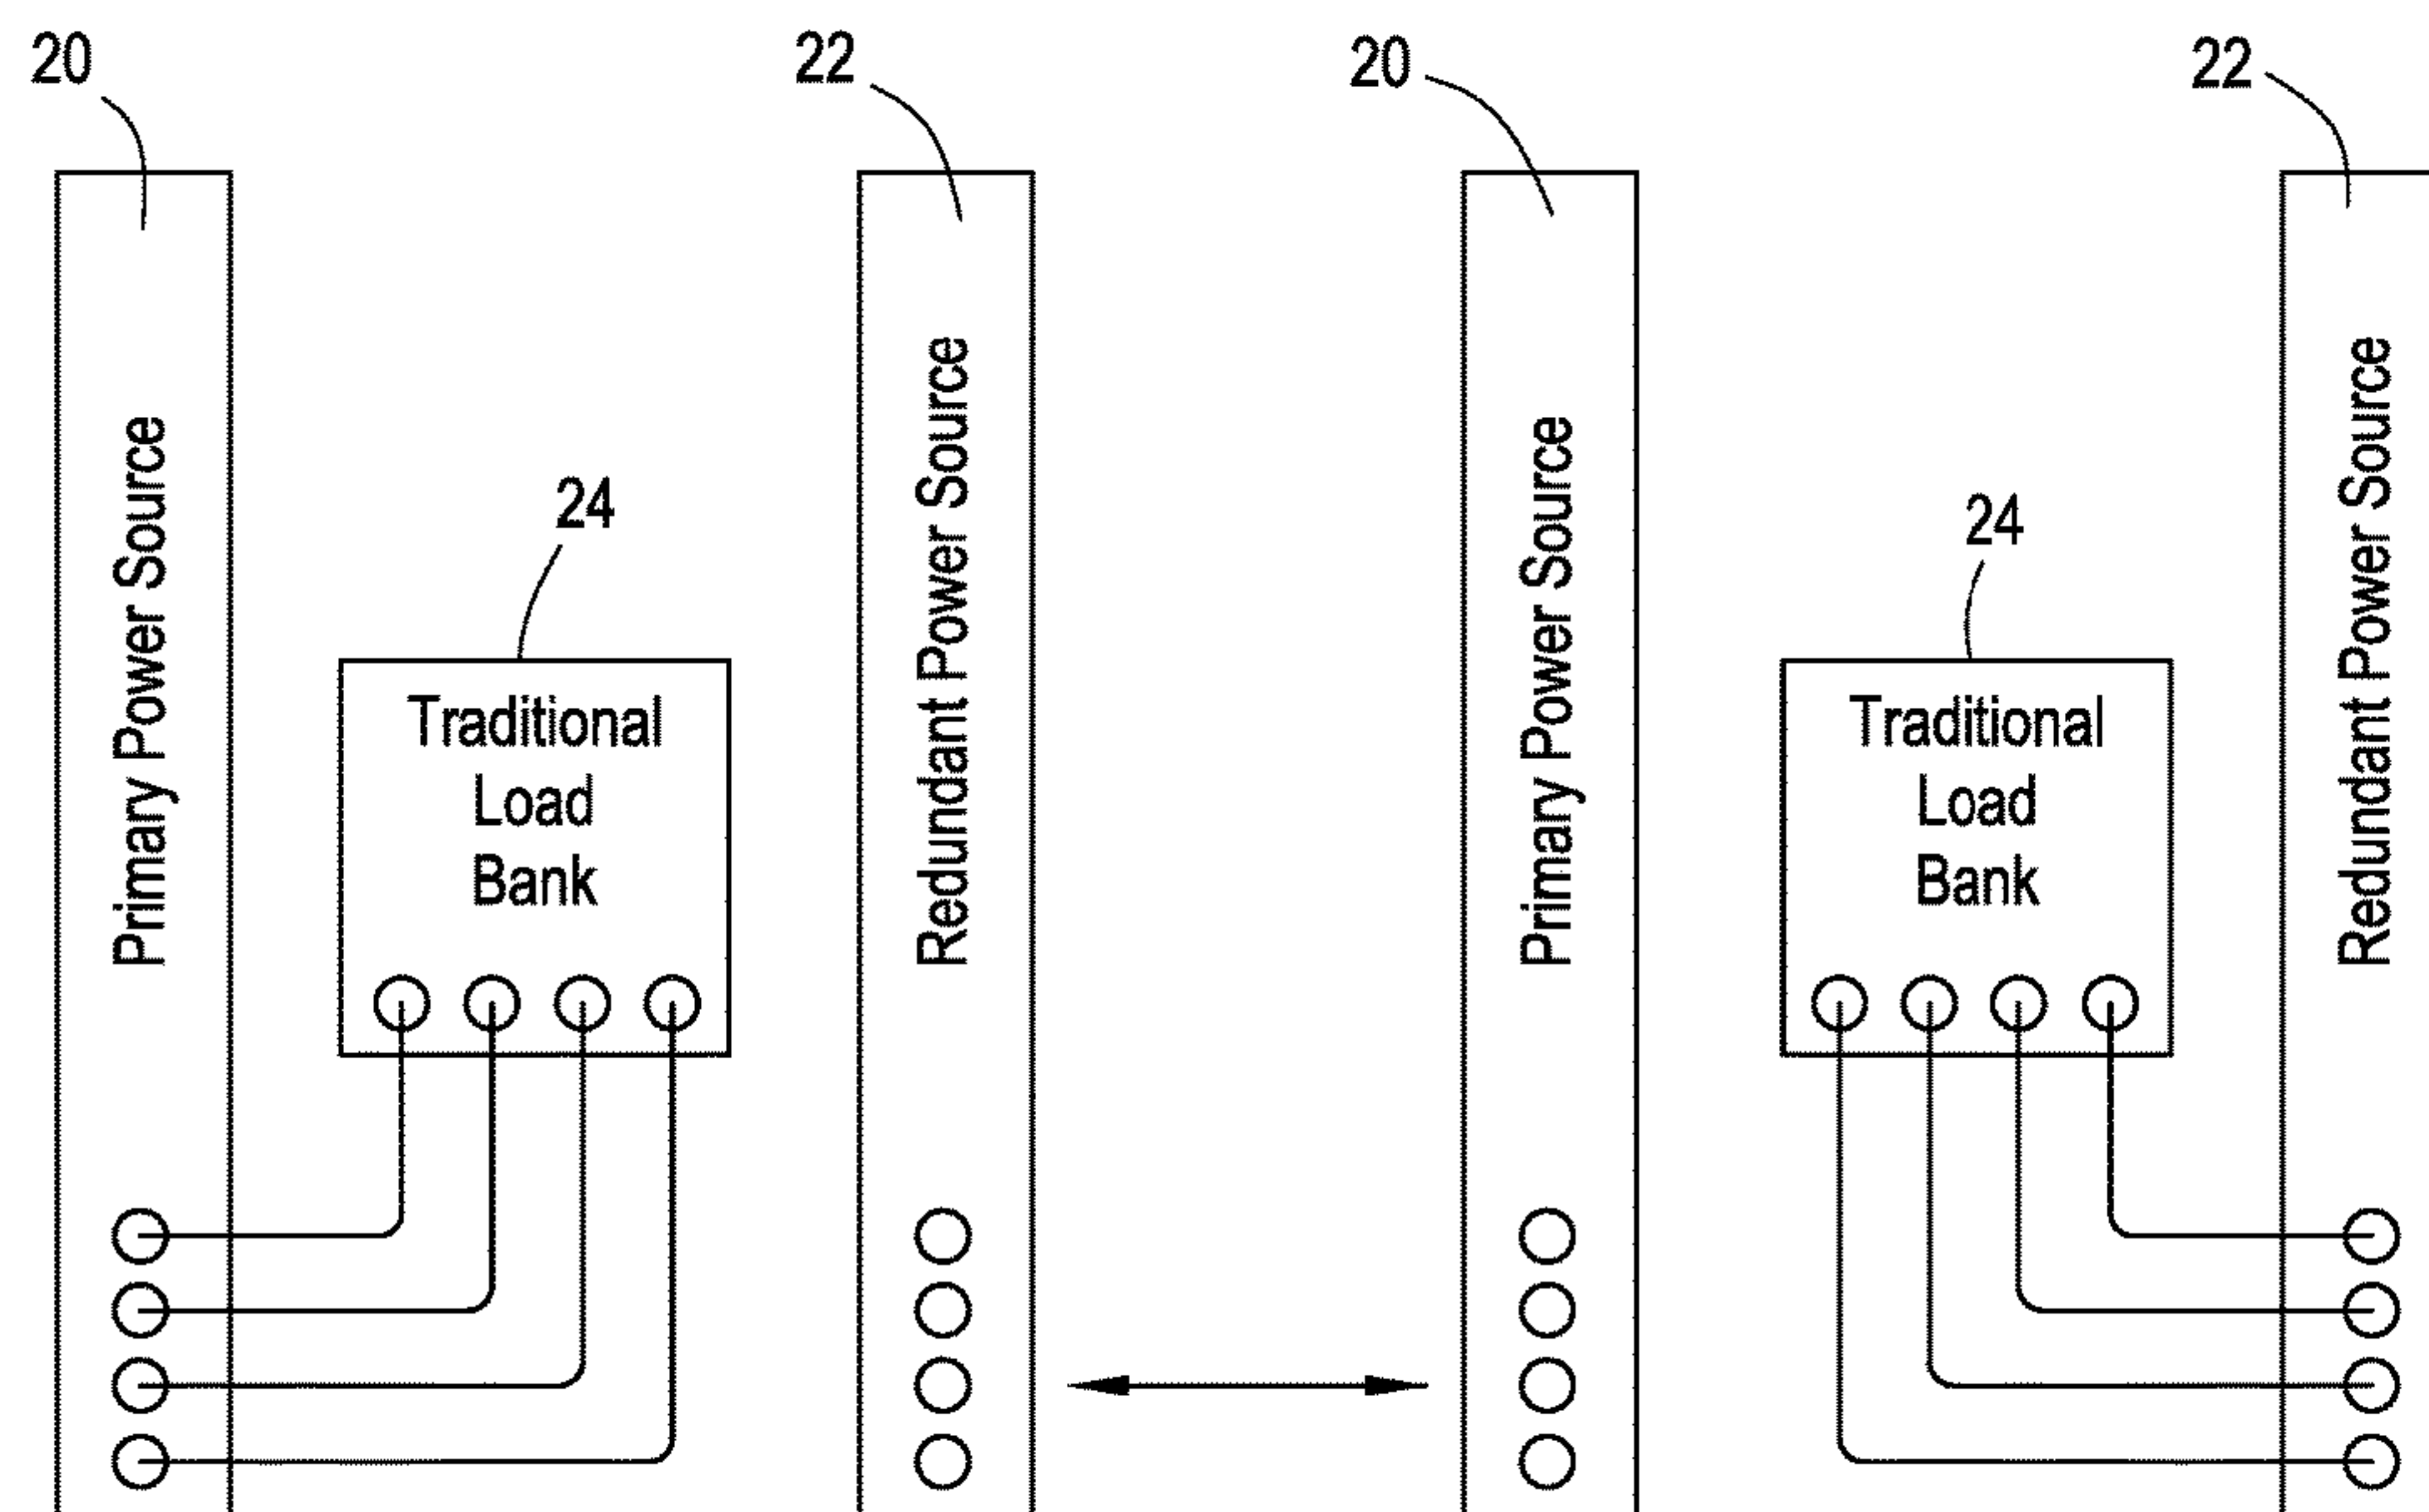 20
22
20
22
Primary Power Source
24
Traditional
Load
Bank
Redundant Power Source
Primary Power Source
24
Traditional
Load
Bank
Redundant Power Source